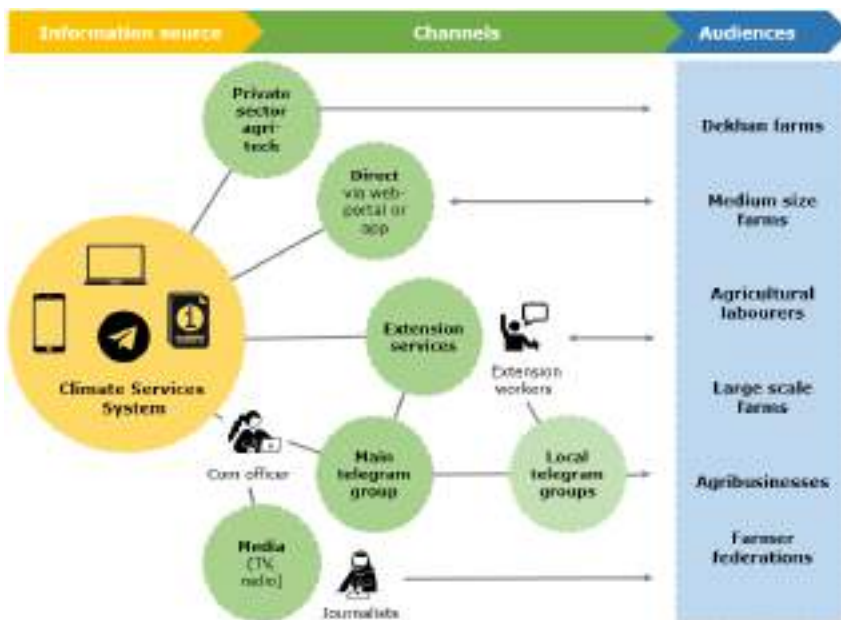 Information source
Channels
Audiences
Private
sector
agri-
tech
Direct
via web-
portal or
app
Climate Services
System
Extension
services
Extension
workers
Com officer
Main
telegram
group
Local
telegram
groups
Media
(TV,
radio)
Journalists
Dekhan farms
Medium size
farms
Agricultural
labourers
Large scale
farms
Agribusinesses
Farmer
federations